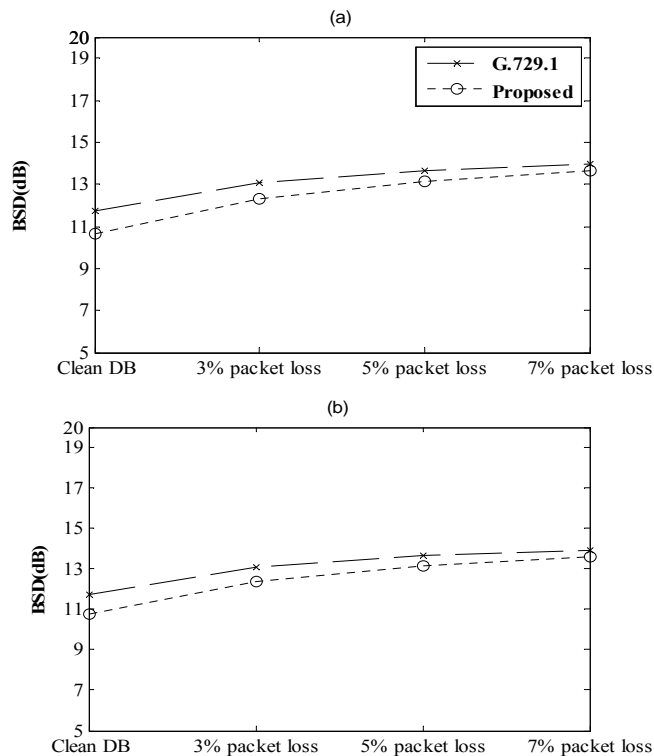 (a)
20
19
17
15
13
11
9
7
5
BSD(dB)
G.729.1
Proposed
Clean DB 3% packet loss 5% packet loss 7% packet loss
(b)
20
19
17
15
13
11
9
7
5
BSD(dB)
Clean DB 3% packet loss 5% packet loss 7% packet loss